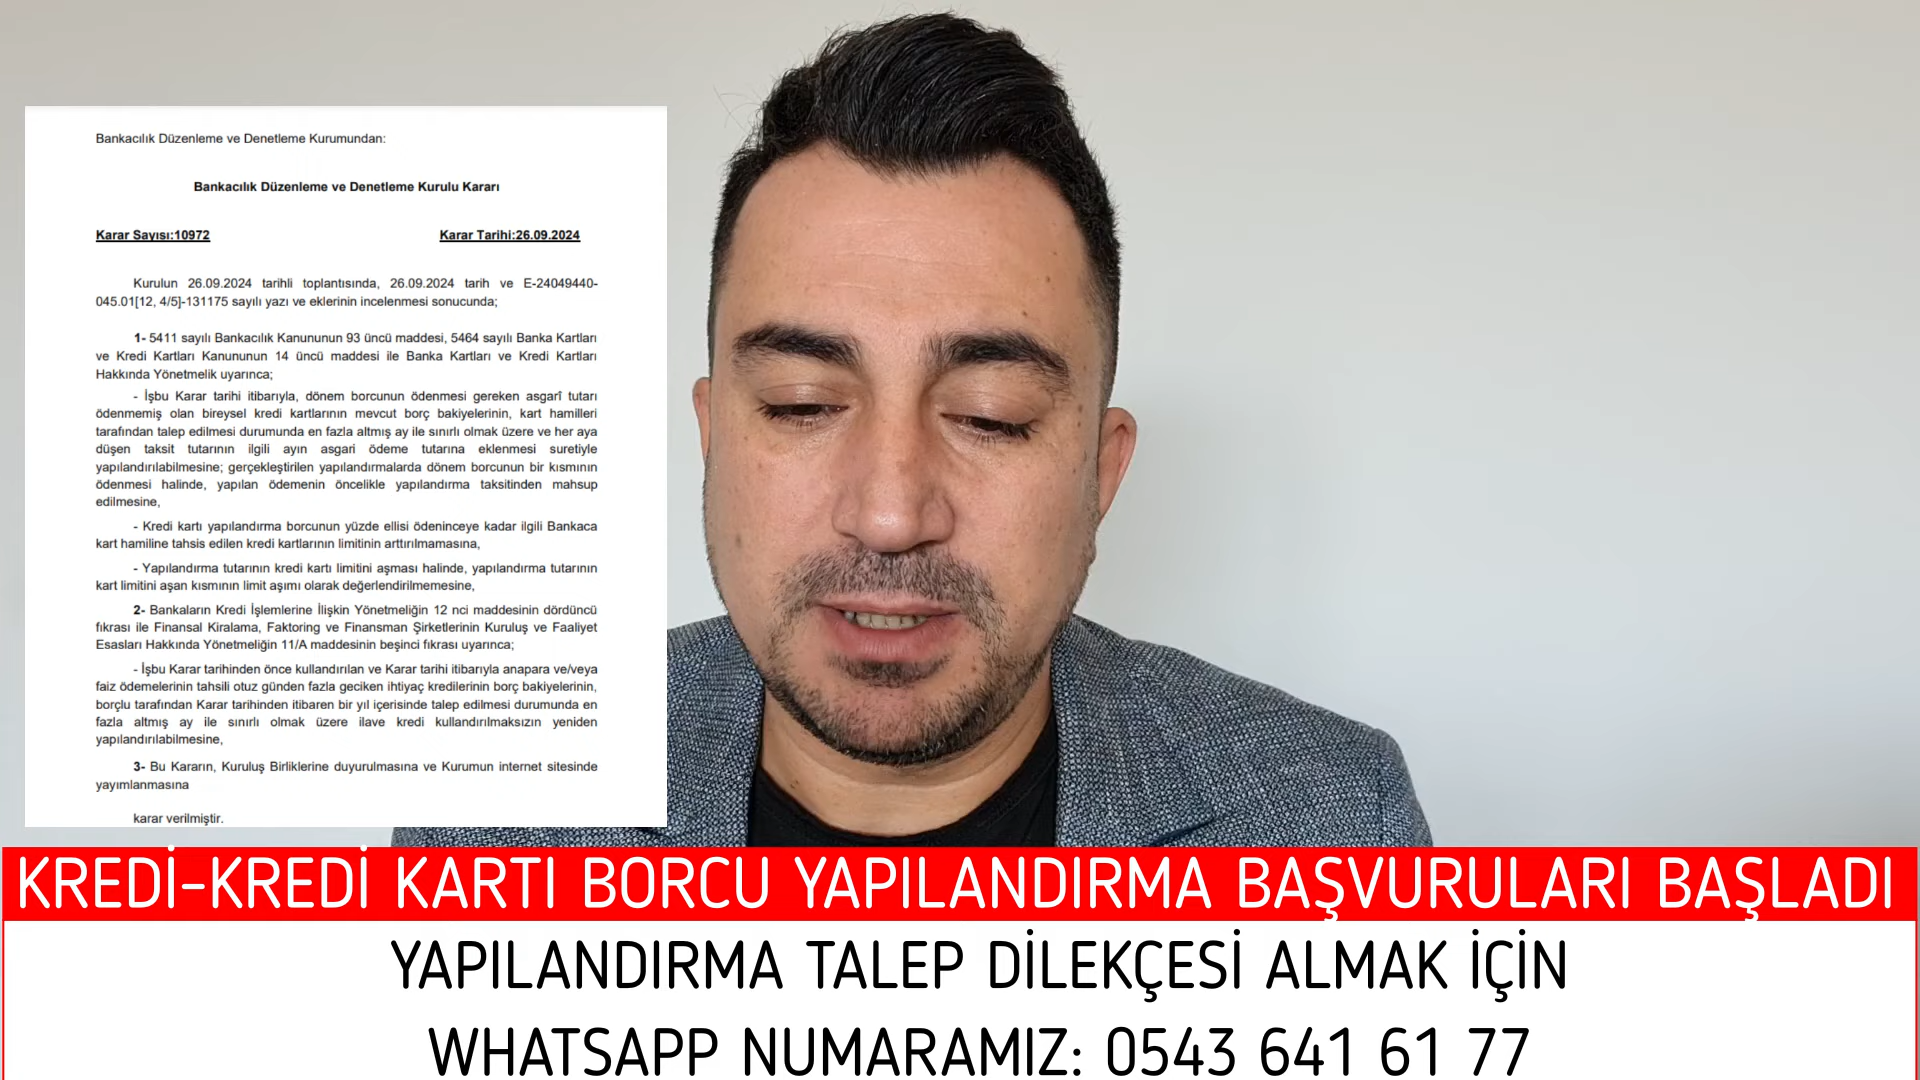 Bankacılık Düzenleme ve Denetleme Kurumundan:
Bankacılık Düzenleme ve Denetleme Kurulu Kararı
Karar Sayısı:10972 Karar Tarihi:26.09.2024
Kurulun 26.09.2024 tarihli toplantısında, 26.09.2024 tarih ve E-24049440-
045.01[12, 4/5]-131175 sayılı yazı ve eklerinin incelenmesi sonucunda;
1- 5411 sayılı Bankacılık Kanununun 93 üncü maddesi, 5464 sayılı Banka Kartları
ve Kredi Kartları Kanununun 14 üncü maddesi ile Banka Kartları ve Kredi Kartları
Hakkında Yönetmelik uyarınca;
- İşbu Karar tarihi itibarıyla, dönem borcunun ödenmesi gereken asgarî tutarı
ödenmemiş olan bireysel kredi kartlarının mevcut borç bakiyelerinin, kart hamilleri
tarafından talep edilmesi durumunda en fazla altmış ay ile sınırlı olmak üzere ve her aya
düşen taksit tutarının ilgili ayın asgari ödeme tutarına eklenmesi suretiyle
yapılandırılabilmesine; gerçekleştirilen yapılandırmalarda dönem borcunun bir kısmının
ödenmesi halinde, yapılan ödemenin öncelikle yapılandırma taksitinden mahsup
edilmesine,
- Kredi kartı yapılandırma borcunun yüzde ellisi ödeninceye kadar ilgili Bankaca
kart hamiline tahsis edilen kredi kartlarının limitinin arttırılmamasına,
- Yapılandırma tutarının kredi kartı limitini aşması halinde, yapılandırma tutarının
kart limitini aşan kısmının limit aşımı olarak değerlendirilmemesine,
2- Bankaların Kredi İşlemlerine İlişkin Yönetmeliğin 12 nci maddesinin dördüncü
fıkrası ile Finansal Kiralama, Faktoring ve Finansman Şirketlerinin Kuruluş ve Faaliyet
Esasları Hakkında Yönetmeliğin 11/A maddesinin beşinci fıkrası uyarınca;
- İşbu Karar tarihinden önce kullandırılan ve Karar tarihi itibarıyla anapara ve/veya
faiz ödemelerinin tahsili otuz günden fazla geciken ihtiyaç kredilerinin borç bakiyelerinin,
borçlu tarafından Karar tarihinden itibaren bir yıl içerisinde talep edilmesi durumunda en
fazla altmış ay ile sınırlı olmak üzere ilave kredi kullandırılmaksızın yeniden
yapılandırılabilmesine,
3- Bu Kararın, Kuruluş Birliklerine duyurulmasına ve Kurumun internet sitesinde
yayımlanmasına
karar verilmiştir.
KREDİ-KREDİ KARTI BORCU YAPILANDIRMA BAŞVURULARI BAŞLADI
YAPILANDIRMA TALEP DİLEKÇESİ ALMAK İÇİN
WHATSAPP NUMARAMIZ: 0543 641 61 77